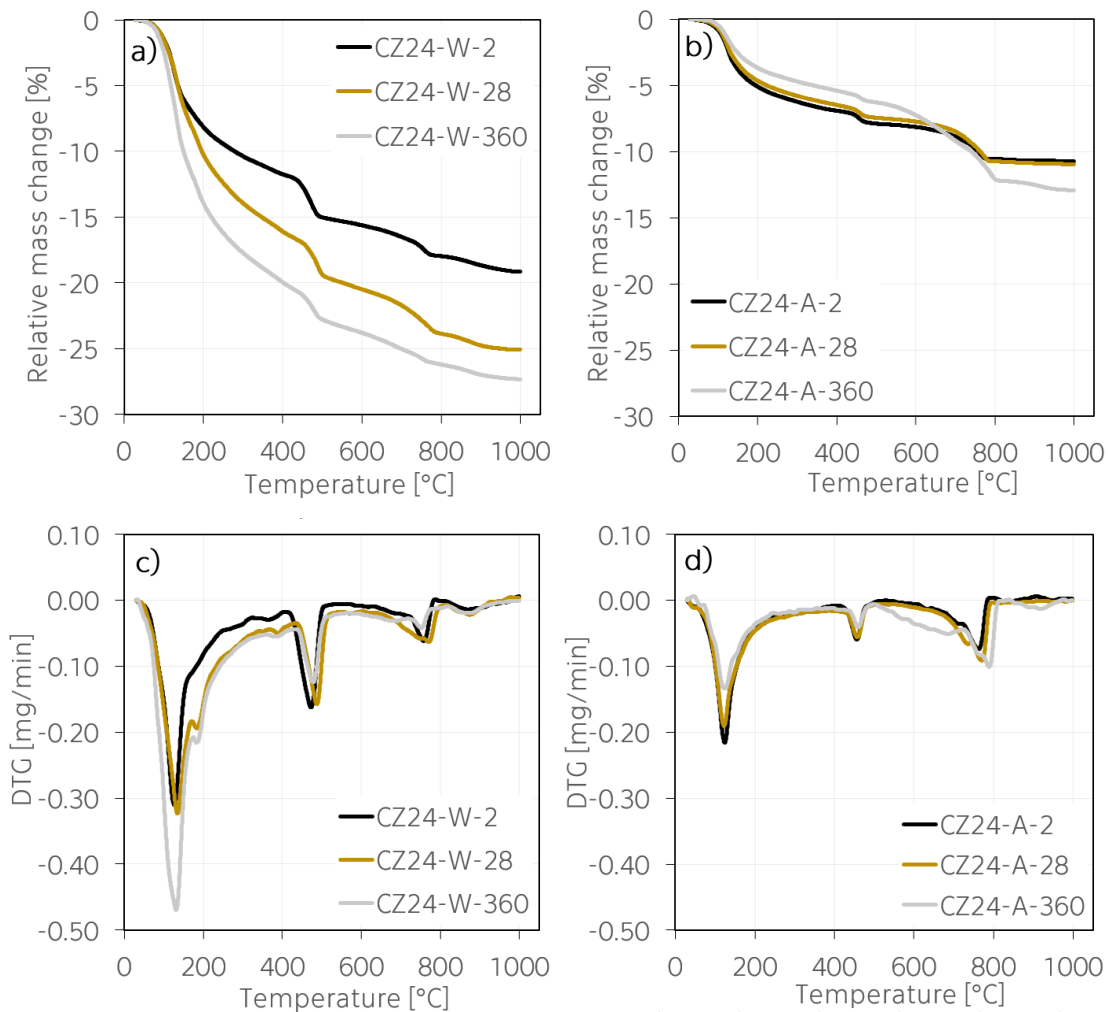 a)
CZ24-W-2
CZ24-W-28
CZ24-W-360
Relative mass change [%]
0
-5
-10
-15
-20
-25
-30
0 200 400 600 800 1000
Temperature [°C]
b)
CZ24-A-2
CZ24-A-28
CZ24-A-360
Relative mass change [%]
0
-5
-10
-15
-20
-25
-30
0 200 400 600 800 1000
Temperature [°C]
c)
CZ24-W-2
CZ24-W-28
CZ24-W-360
DTG [mg/min]
0.10
0.00
-0.10
-0.20
-0.30
-0.40
-0.50
0 200 400 600 800 1000
Temperature [°C]
d)
CZ24-A-2
CZ24-A-28
CZ24-A-360
DTG [mg/min]
0.10
0.00
-0.10
-0.20
-0.30
-0.40
-0.50
0 200 400 600 800 1000
Temperature [°C]